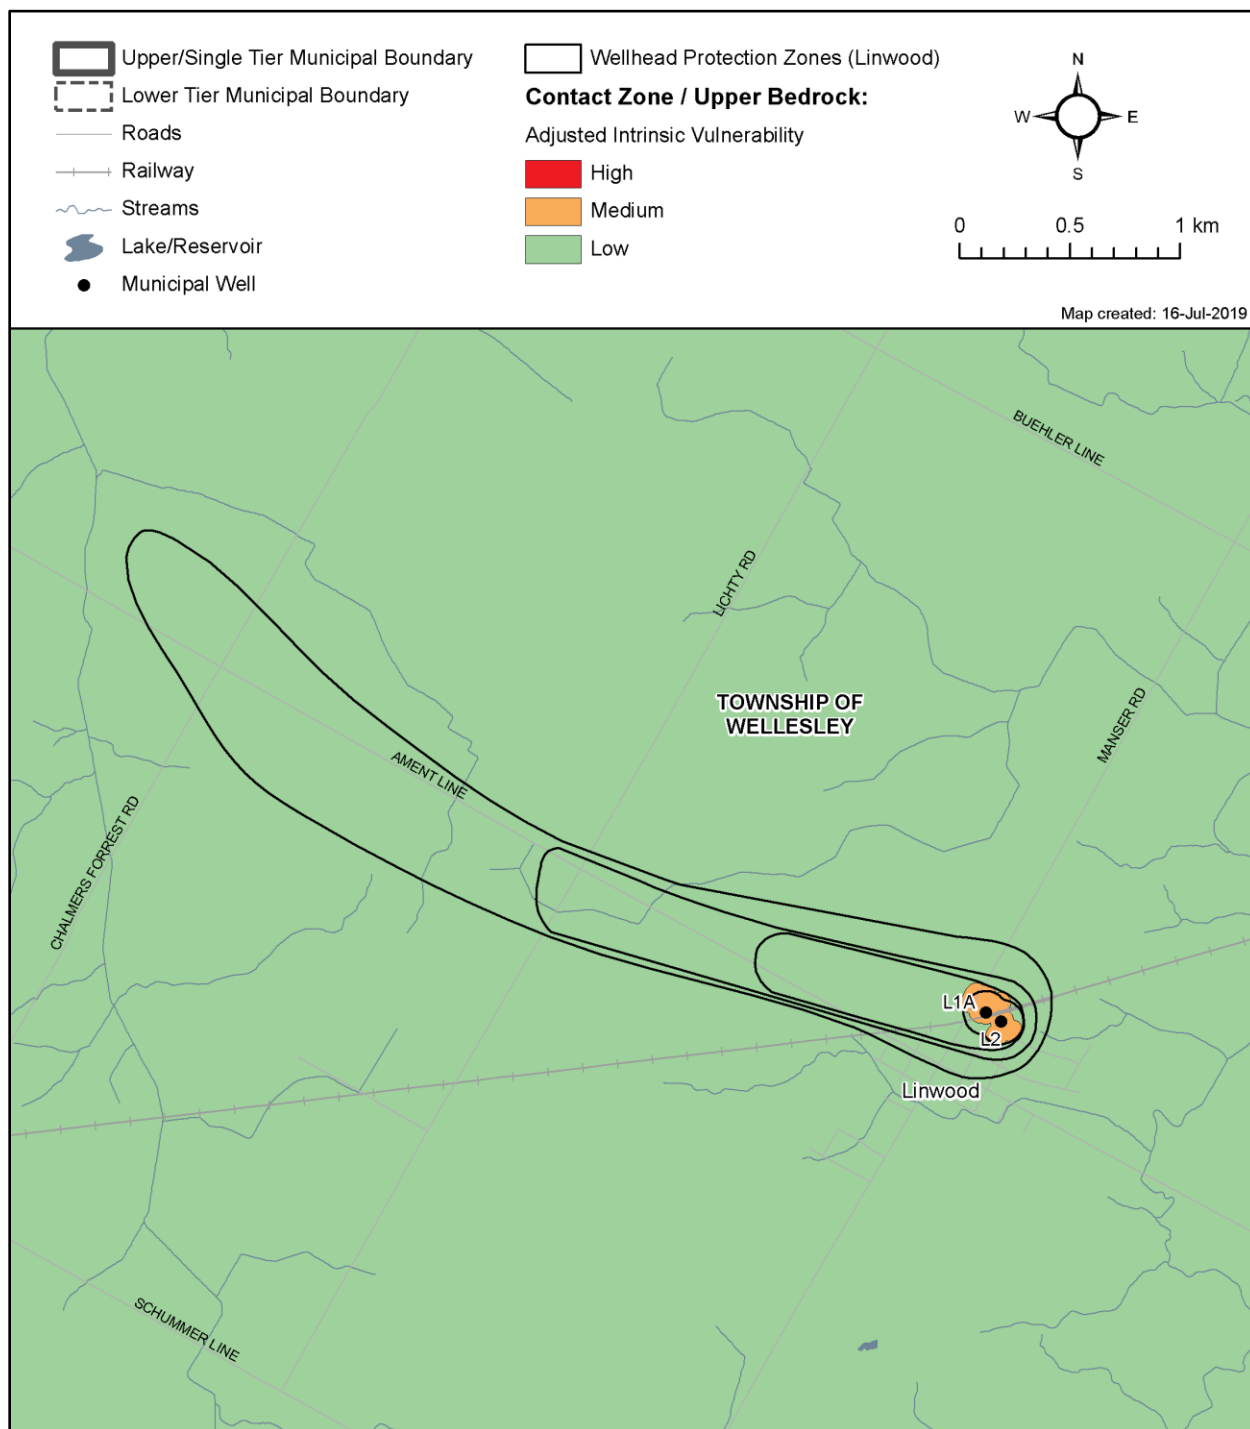 Upper/Single Tier Municipal Boundary
Lower Tier Municipal Boundary
Roads
Railway
Streams
Lake/Reservoir
Municipal Well
Wellhead Protection Zones (Linwood)
Contact Zone / Upper Bedrock:
Adjusted Intrinsic Vulnerability
High
Medium
Low
N
W
E
S
0 0.5 1 km
Map created: 16-Jul-2019
BUEHLER LINE
LICHTY RD
TOWNSHIP OF
WELLESLEY
MANSER RD
AMENT LINE
CHALMERS FORREST RD
L1A
L2
Linwood
SCHUMMER LINE